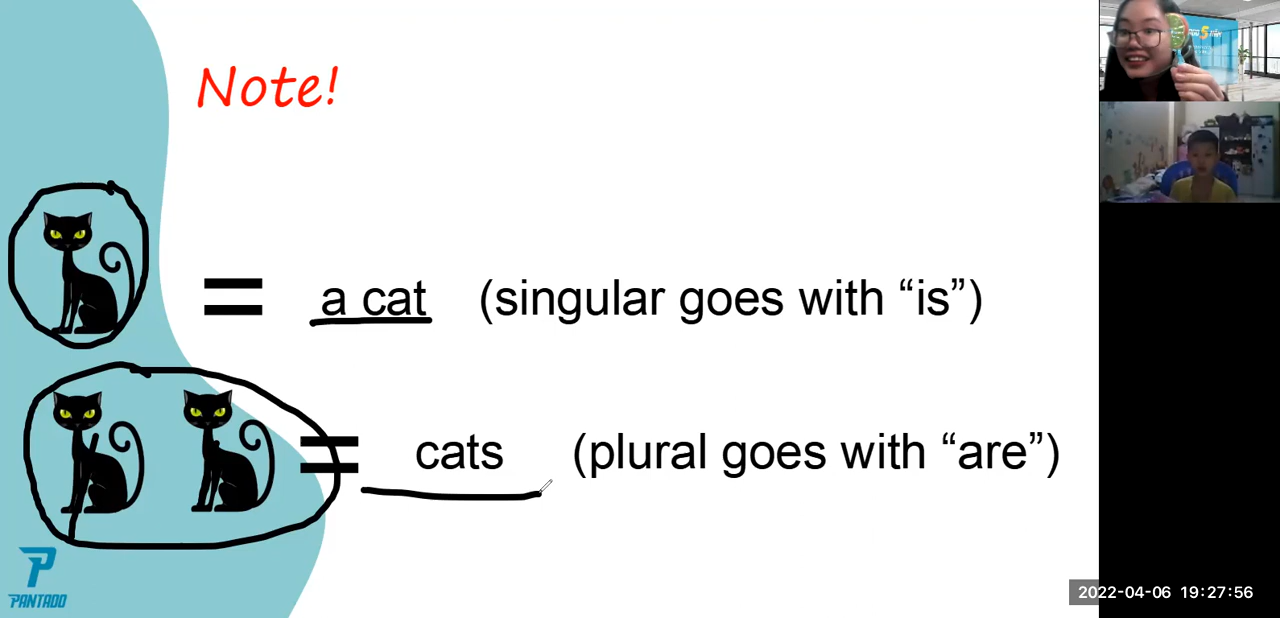 Note!
a cat (singular goes with “is”)
cats (plural goes with “are”)
PANTADO
2022-04-06 19:27:56